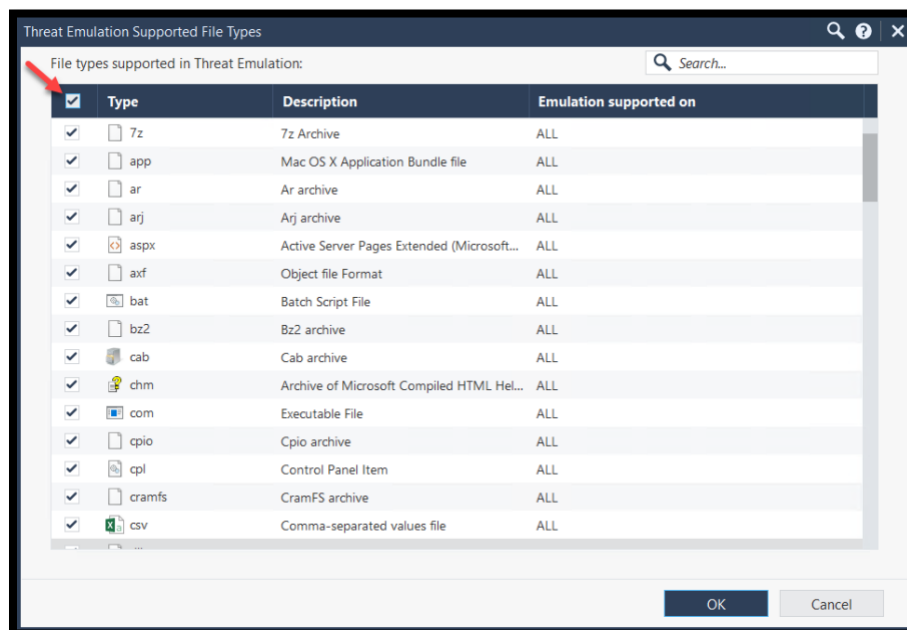 Threat Emulation Supported File Types
File types supported in Threat Emulation:
Search...
Type Description Emulation supported on
7z 7z Archive ALL
app Mac OS X Application Bundle file ALL
ar Ar archive ALL
arj Arj archive ALL
aspx Active Server Pages Extended (Microsoft... ALL
axf Object file Format ALL
bat Batch Script File ALL
bz2 Bz2 archive ALL
cab Cab archive ALL
chm Archive of Microsoft Compiled HTML Hel... ALL
com Executable File ALL
cpio Cpio archive ALL
cpl Control Panel Item ALL
cramfs CramFS archive ALL
csv Comma-separated values file ALL
OK Cancel